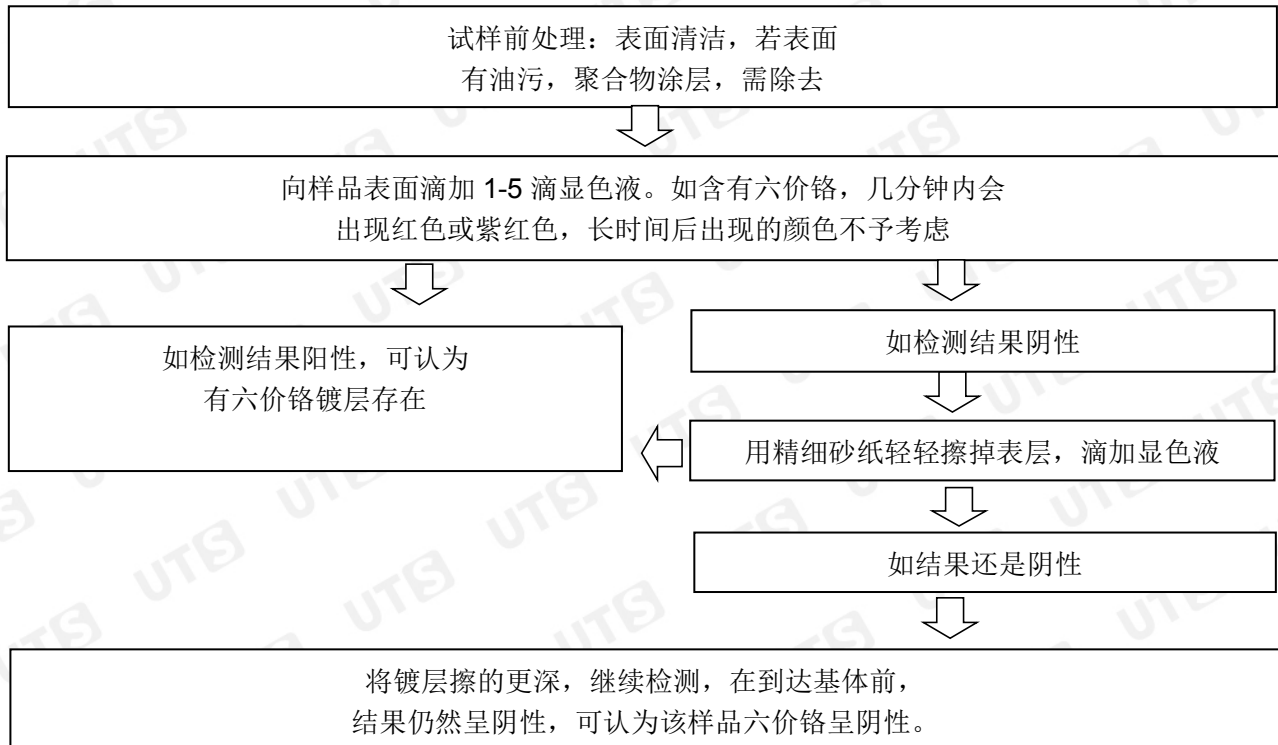 试样前处理：表面清洁，若表面
有油污，聚合物涂层，需除去
向样品表面滴加 1-5 滴显色液。如含有六价铬，几分钟内会
出现红色或紫红色，长时间后出现的颜色不予考虑
如检测结果阳性，可认为
有六价铬镀层存在
如检测结果阴性
用精细砂纸轻轻擦掉表层，滴加显色液
如结果还是阴性
将镀层擦的更深，继续检测，在到达基体前，
结果仍然呈阴性，可认为该样品六价铬呈阴性。